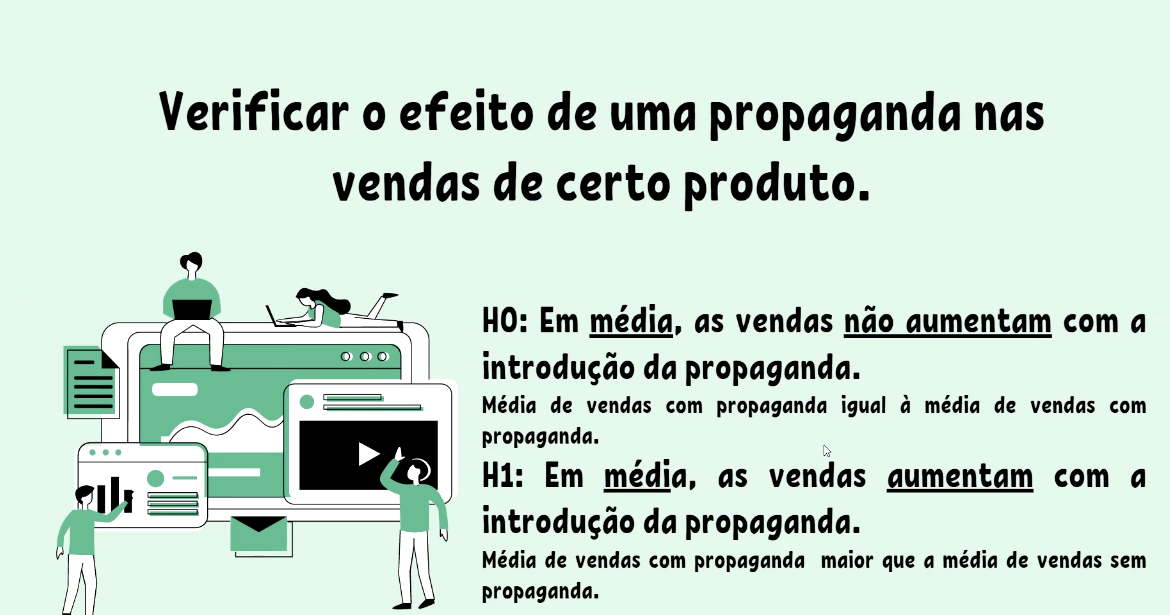 Verificar o efeito de uma propaganda nas
vendas de certo produto.
H0: Em média, as vendas não aumentam com a
introdução da propaganda.
Média de vendas com propaganda igual à média de vendas com
propaganda.
H1: Em média, as vendas aumentam com a
introdução da propaganda.
Média de vendas com propaganda maior que a média de vendas sem
propaganda.